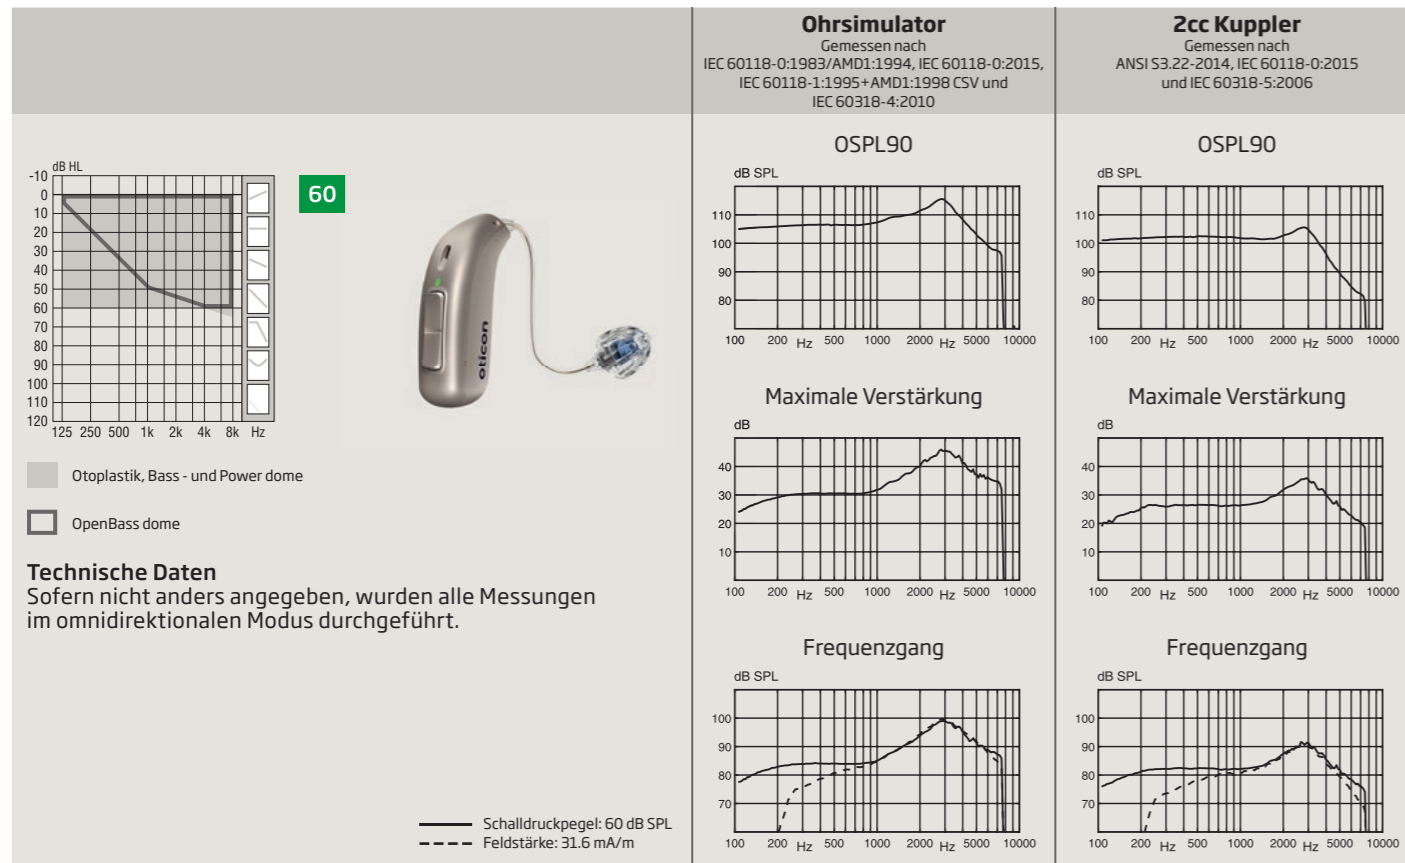 Ohrsimulator
Gemessen nach
IEC 60118-0:1983/AMD1:1994, IEC 60118-0:2015,
IEC 60118-1:1995+AMD1:1998 CSV und
IEC 60318-4:2010
2cc Kuppler
Gemessen nach
ANSI S3.22-2014, IEC 60118-0:2015
und IEC 60318-5:2006
dB HL
-10
0
10
20
30
40
50
60
70
80
90
100
110
120
125 250 500 1k 2k 4k 8k Hz
60
oticon
Otoplastik, Bass - und Power dome
OpenBass dome
Technische Daten
Sofern nicht anders angegeben, wurden alle Messungen
im omnidirektionalen Modus durchgeführt.
Schalldruckpegel: 60 dB SPL
Feldstärke: 31.6 mA/m
OSPL90
dB SPL
110
100
90
80
100 200 Hz 500 1000 2000 Hz 5000 10000
Maximale Verstärkung
dB
40
30
20
10
100 200 Hz 500 1000 2000 Hz 5000 10000
Frequenzgang
dB SPL
100
90
80
70
100 200 Hz 500 1000 2000 Hz 5000 10000
OSPL90
dB SPL
110
100
90
80
100 200 Hz 500 1000 2000 Hz 5000 10000
Maximale Verstärkung
dB
40
30
20
10
100 200 Hz 500 1000 2000 Hz 5000 10000
Frequenzgang
dB SPL
100
90
80
70
100 200 Hz 500 1000 2000 Hz 5000 10000